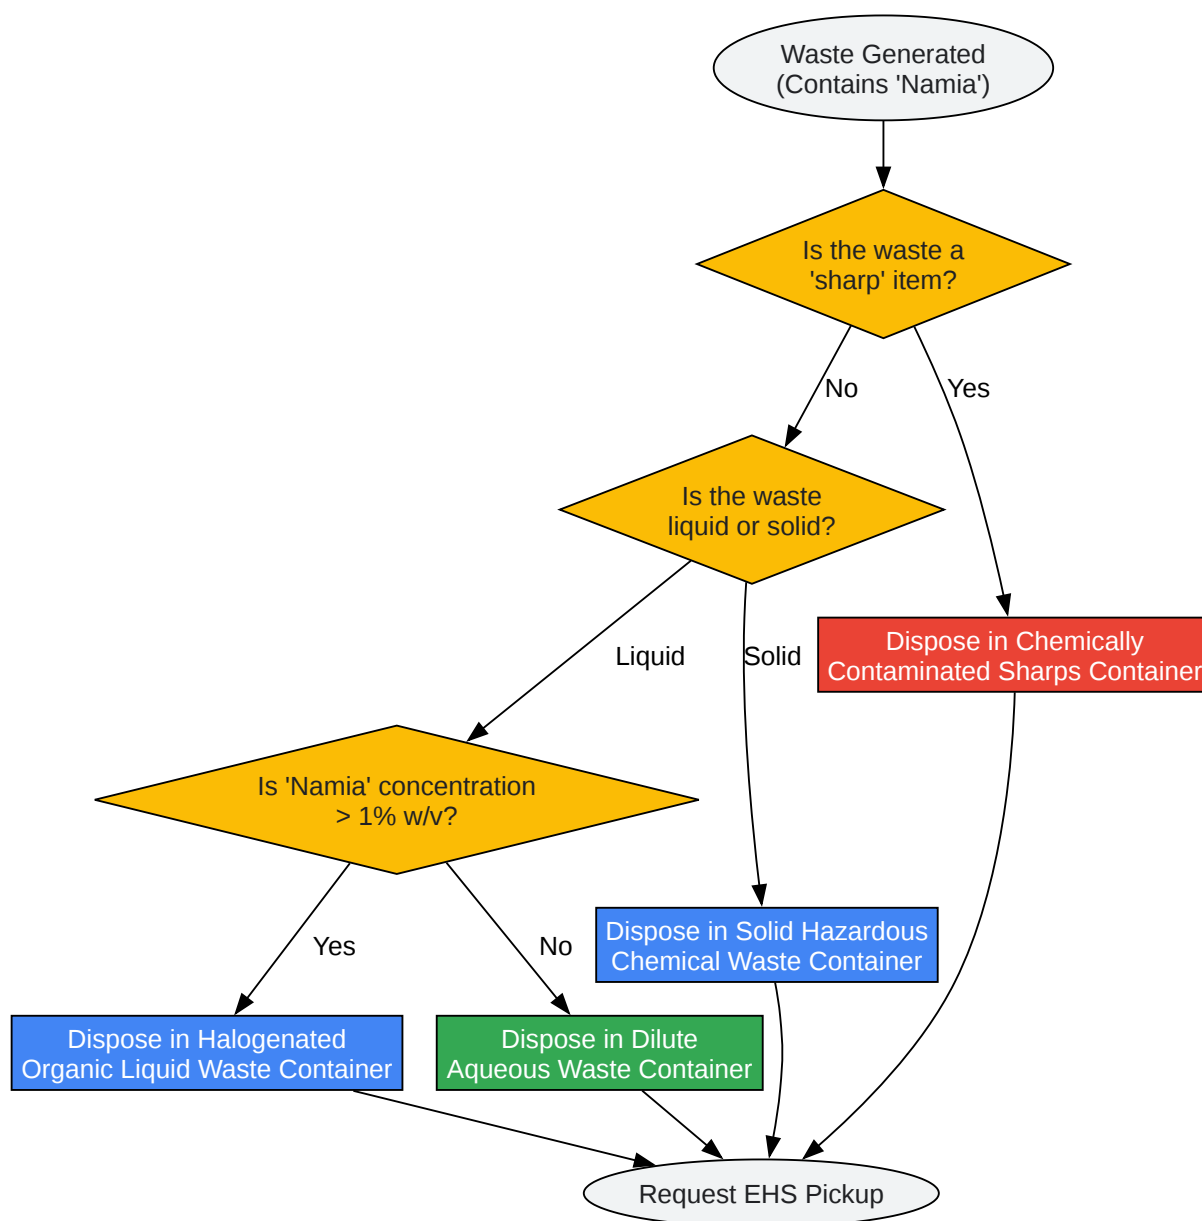 Waste Generated
(Contains 'Namia')
Is the waste a
'sharp' item?
No
Yes
Is the waste
liquid or solid?
Liquid
Solid
Dispose in Chemically
Contaminated Sharps Container
Is 'Namia' concentration
> 1% w/v?
Yes
No
Dispose in Solid Hazardous
Chemical Waste Container
Dispose in Halogenated
Organic Liquid Waste Container
Dispose in Dilute
Aqueous Waste Container
Request EHS Pickup